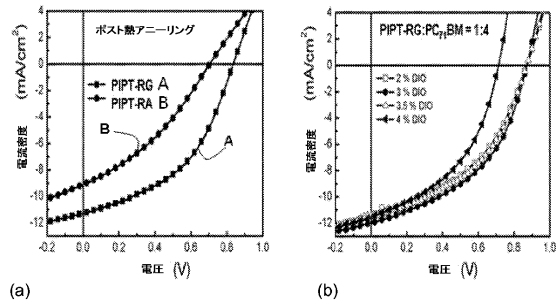 4
2
0
-2
-4
-6
-8
-10
-12
電流密度 (mA/cm²)
ポスト熱アニーリング
PIPT-RG A
PIPT-RA B
B
A
-0.2 0.0 0.2 0.4 0.6 0.8 1.0
電圧 (V)
(a)
4
2
0
-2
-4
-6
-8
-10
-12
電流密度 (mA/cm²)
PIPT-RG:PC₇₁BM = 1:4
2 % DIO
3 % DIO
3.5 % DIO
4 % DIO
-0.2 0.0 0.2 0.4 0.6 0.8 1.0
電圧 (V)
(b)